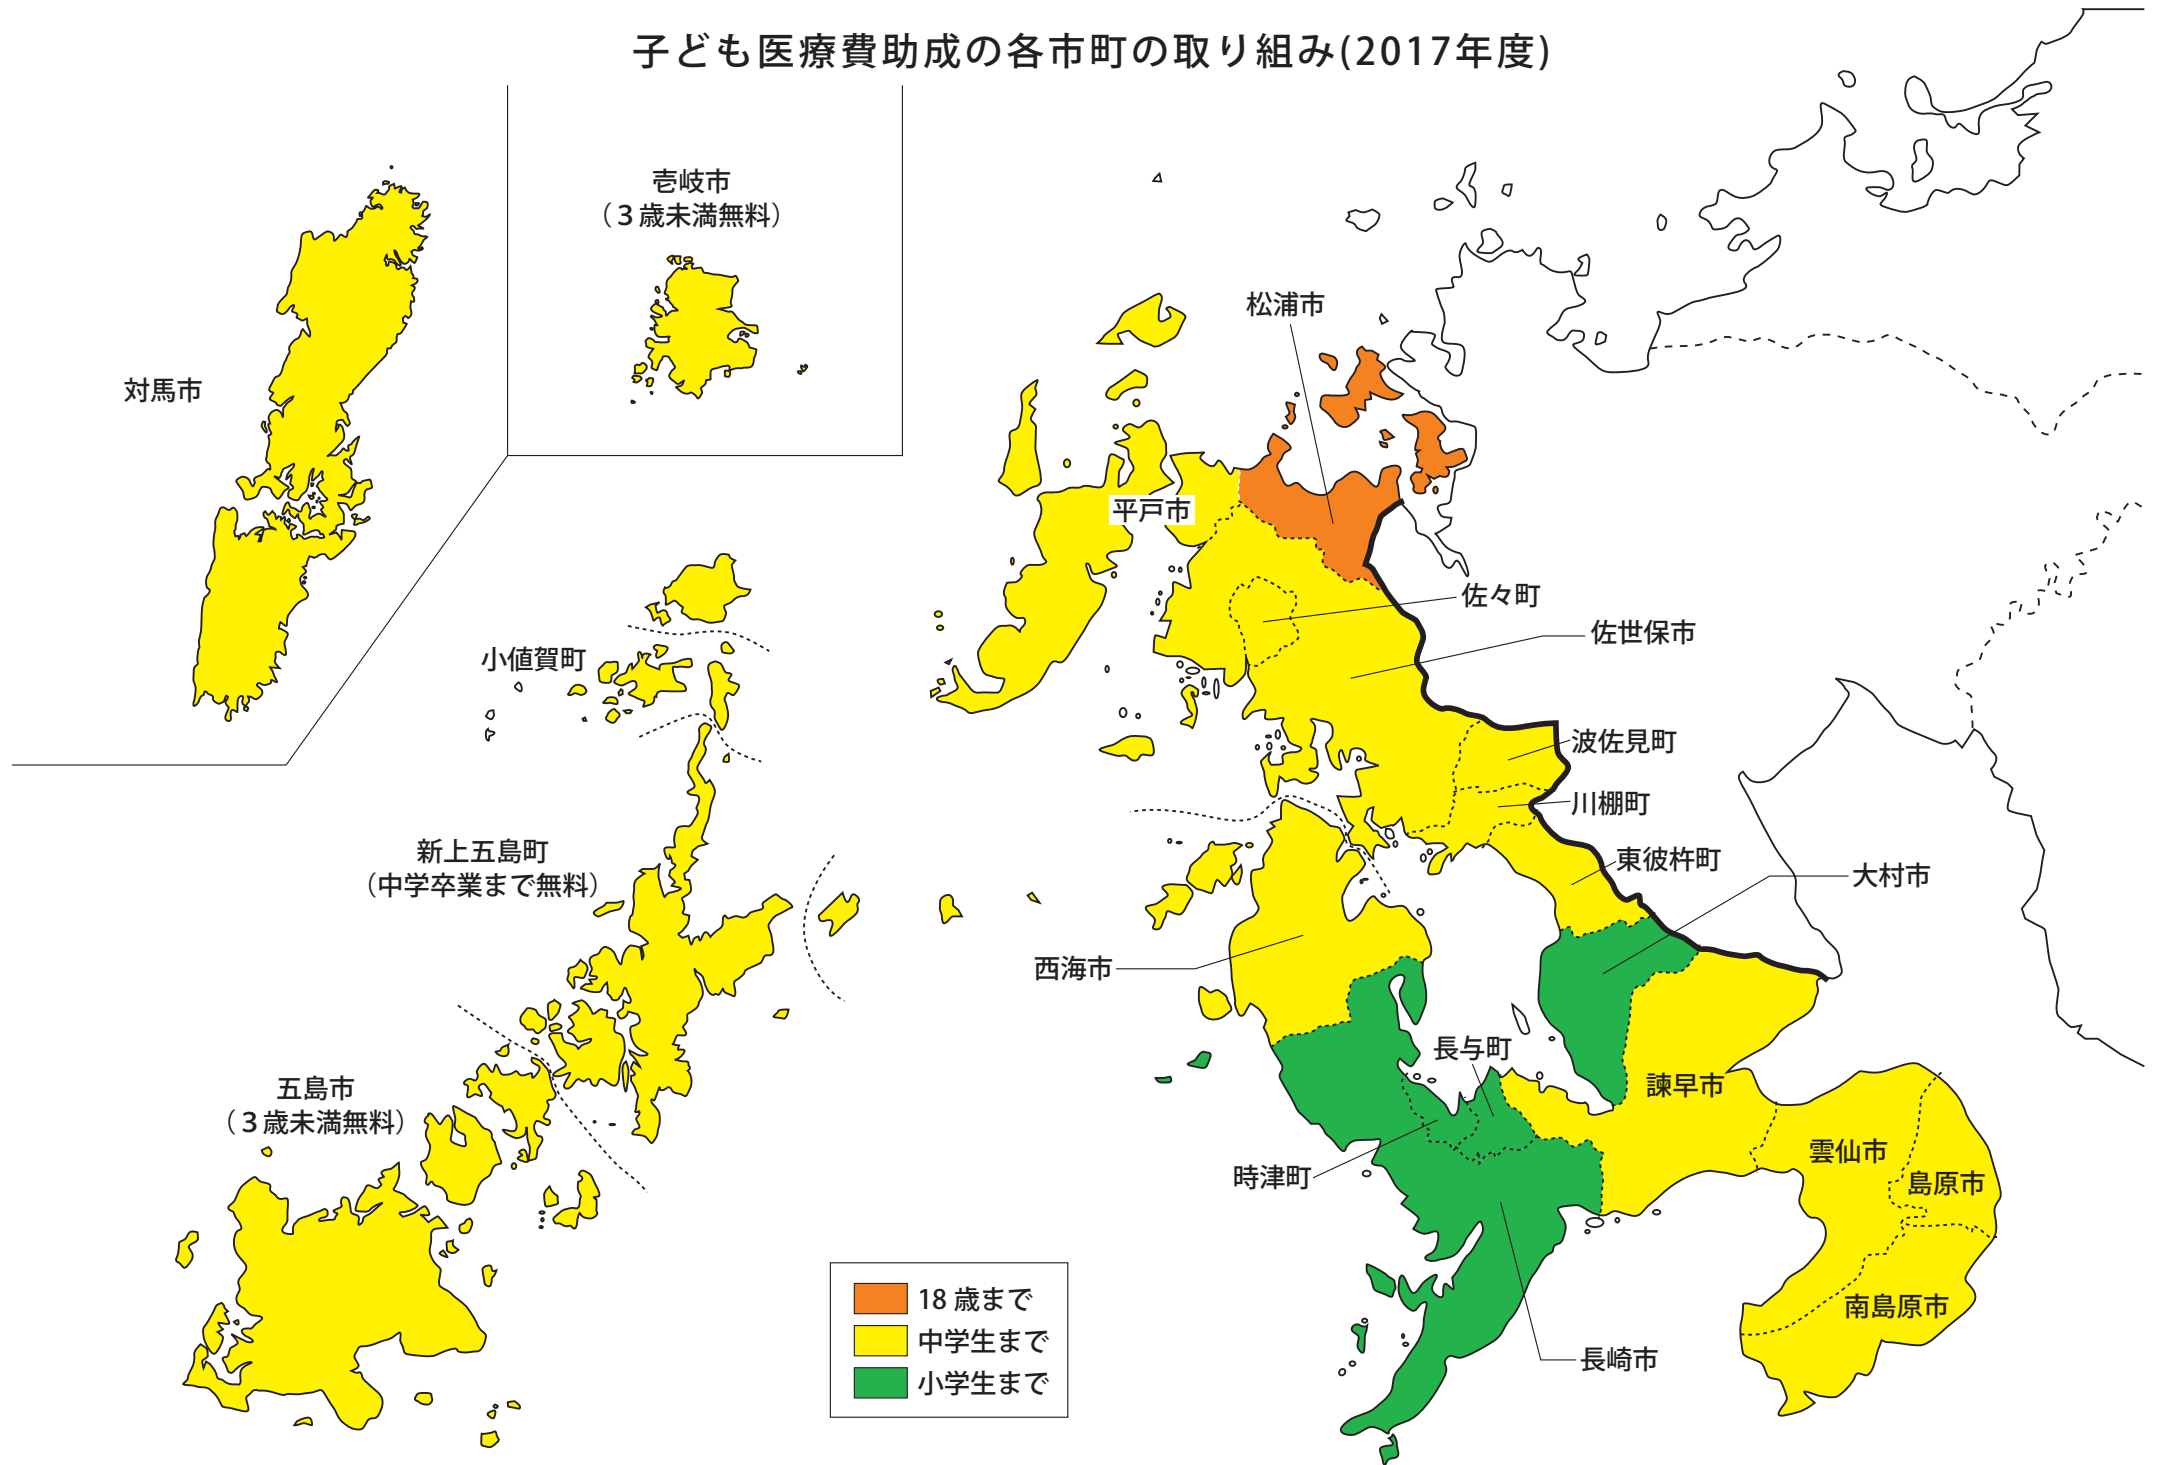 子ども医療費助成の各市町の取り組み(2017年度)
壱岐市
（３歳未満無料）
対馬市
松浦市
平戸市
佐々町
佐世保市
小値賀町
波佐見町
川棚町
東彼杵町
大村市
新上五島町
（中学卒業まで無料）
西海市
長与町
諫早市
五島市
（３歳未満無料）
雲仙市
島原市
時津町
南島原市
長崎市
18 歳まで
中学生まで
小学生まで